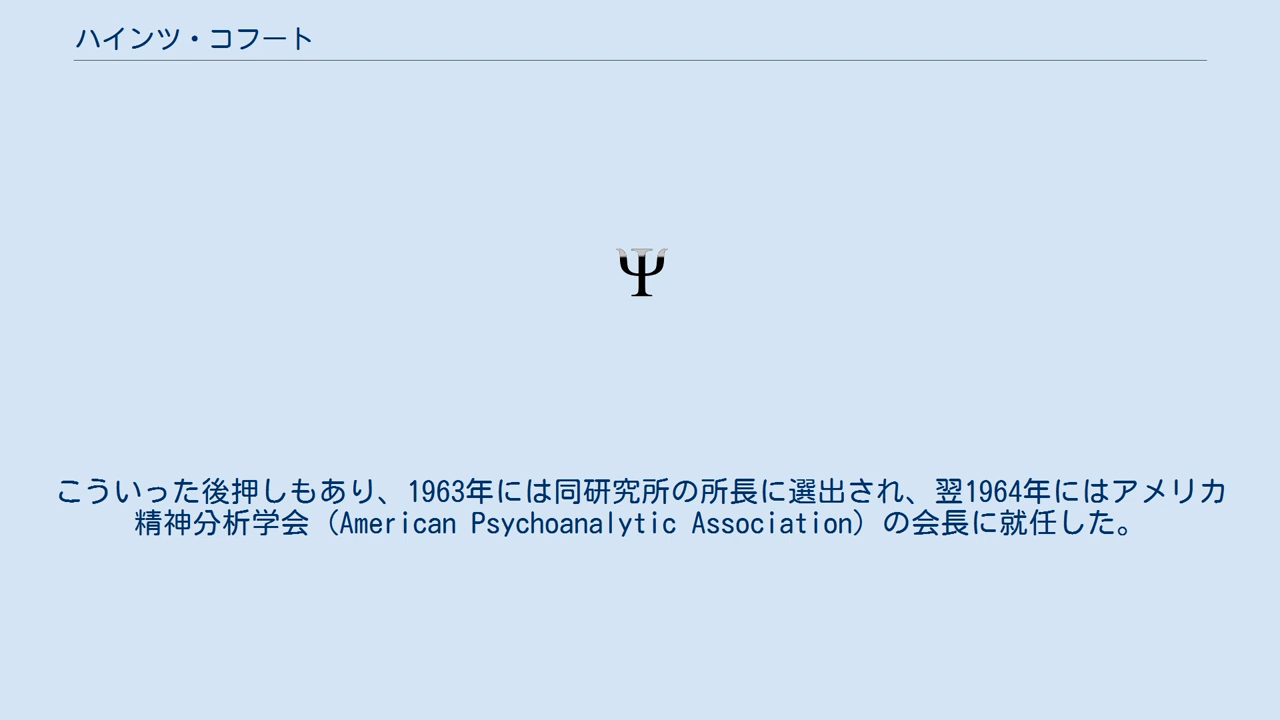 ハインツ・コフート
Ψ
こういった後押しもあり、1963年には同研究所の所長に選出され、翌1964年にはアメリカ
精神分析学会（American Psychoanalytic Association）の会長に就任した。